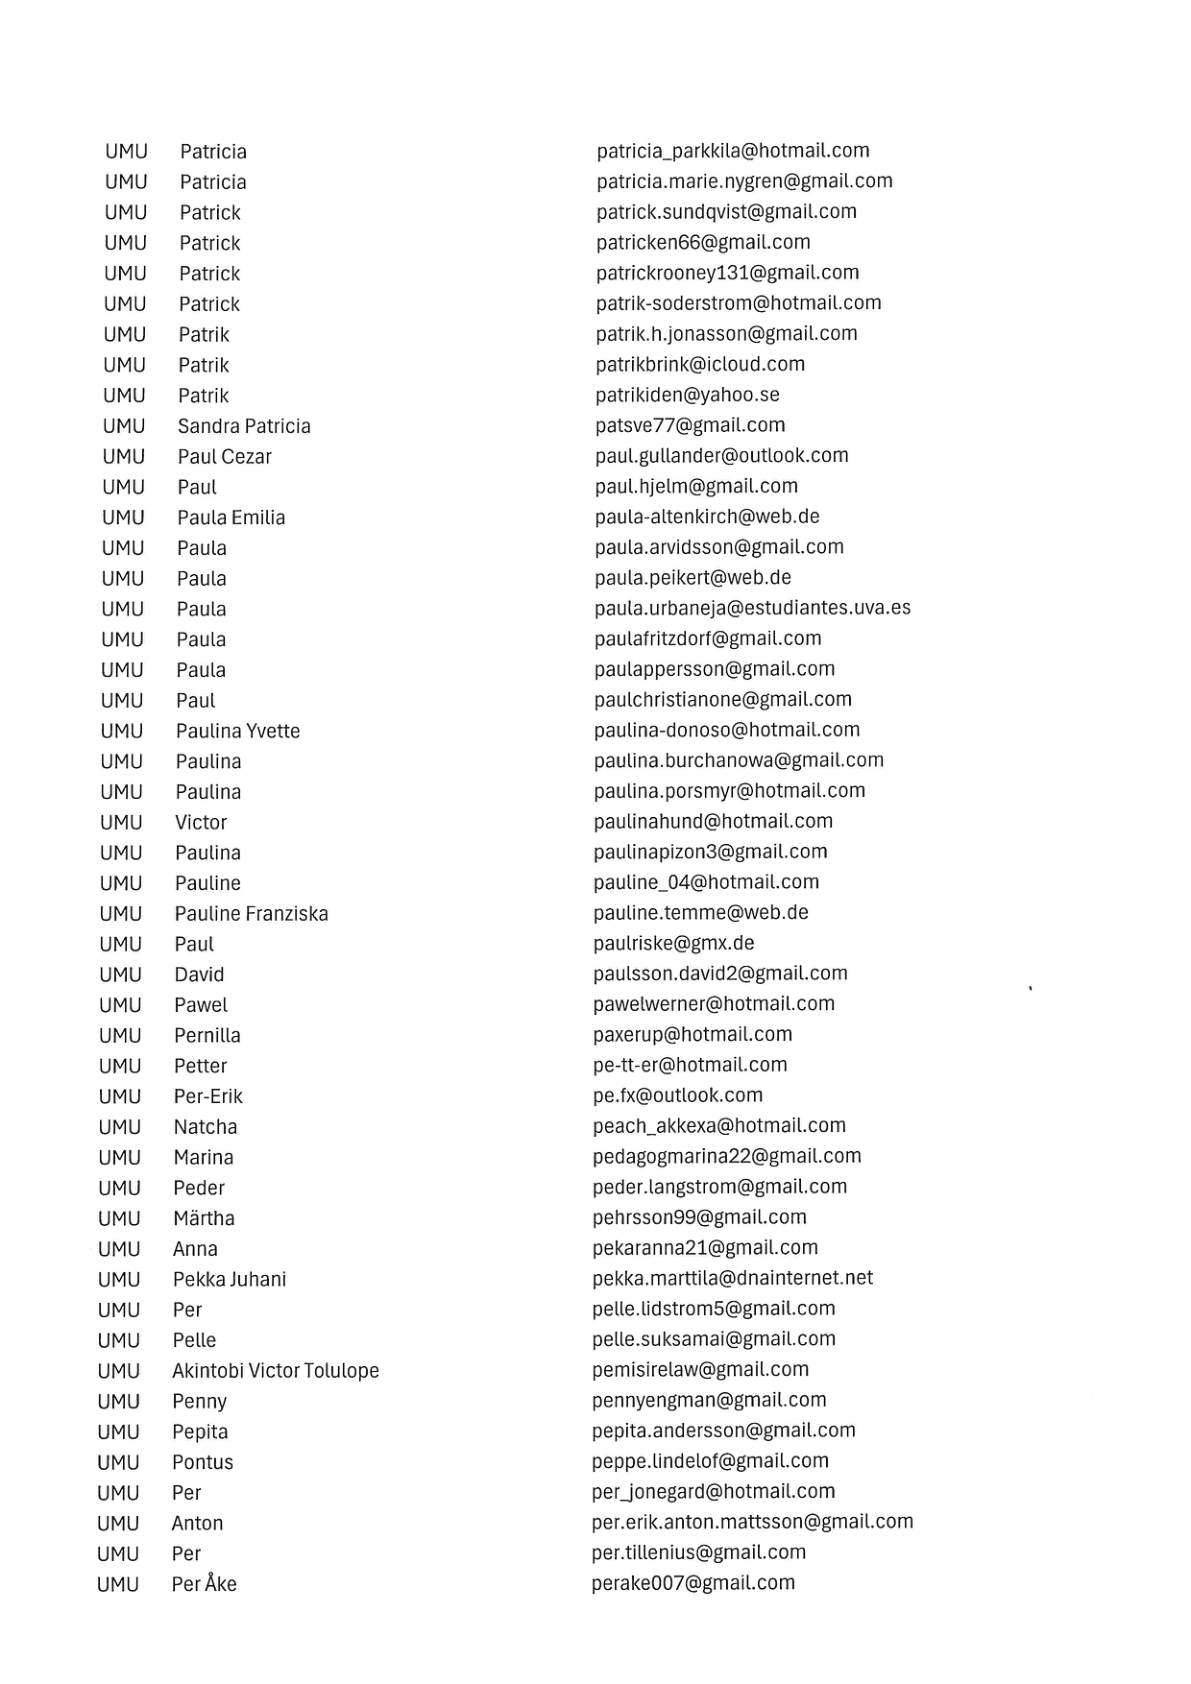 UMU Patricia patricia_parkkila@hotmail.com
UMU Patricia patricia.marie.nygren@gmail.com
UMU Patrick patrick.sundqvist@gmail.com
UMU Patrick patricken66@gmail.com
UMU Patrick patrickrooney131@gmail.com
UMU Patrick patrik-soderstrom@hotmail.com
UMU Patrik patrik.h.jonasson@gmail.com
UMU Patrik patrikbrink@icloud.com
UMU Patrik patrikiden@yahoo.se
UMU Sandra Patricia patsve77@gmail.com
UMU Paul Cezar paul.gullander@outlook.com
UMU Paul paul.hjelm@gmail.com
UMU Paula Emilia paula-altenkirch@web.de
UMU Paula paula.arvidsson@gmail.com
UMU Paula paula.peikert@web.de
UMU Paula paula.urbaneja@estudiantes.uva.es
UMU Paula paulafritzdorf@gmail.com
UMU Paula paulappersson@gmail.com
UMU Paul paulchristianone@gmail.com
UMU Paulina Yvette paulina-donoso@hotmail.com
UMU Paulina paulina.burchanowa@gmail.com
UMU Paulina paulina.porsmyr@hotmail.com
UMU Victor paulinahund@hotmail.com
UMU Paulina paulinapizon3@gmail.com
UMU Pauline pauline_04@hotmail.com
UMU Pauline Franziska pauline.temme@web.de
UMU Paul paulriske@gmx.de
UMU David paulsson.david2@gmail.com
UMU Pawel pawelwerner@hotmail.com
UMU Pernilla paxerup@hotmail.com
UMU Petter pe-tt-er@hotmail.com
UMU Per-Erik pe.fx@outlook.com
UMU Natcha peach_akkexa@hotmail.com
UMU Marina pedagogmarina22@gmail.com
UMU Peder peder.langstrom@gmail.com
UMU Märtha pehrsson99@gmail.com
UMU Anna pekaranna21@gmail.com
UMU Pekka Juhani pekka.marttila@dnainternet.net
UMU Per pelle.lidstrom5@gmail.com
UMU Pelle pelle.suksamai@gmail.com
UMU Akintobi Victor Tolulope pemisirelaw@gmail.com
UMU Penny pennyengman@gmail.com
UMU Pepita pepita.andersson@gmail.com
UMU Pontus peppe.lindelof@gmail.com
UMU Per per_jonegard@hotmail.com
UMU Anton per.erik.anton.mattsson@gmail.com
UMU Per per.tillenius@gmail.com
UMU Per Åke perake007@gmail.com